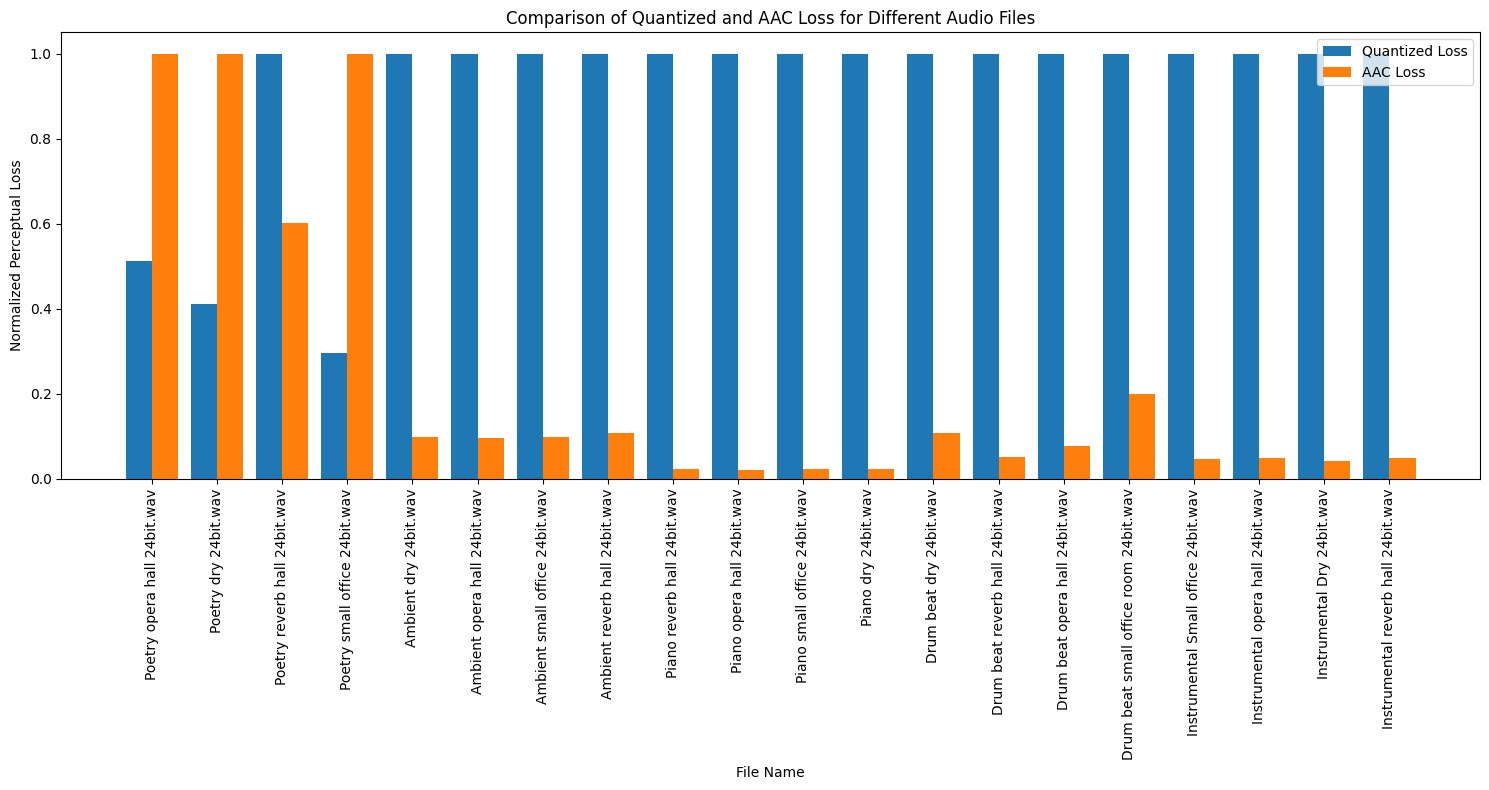 Comparison of Quantized and AAC Loss for Different Audio Files
Quantized Loss
AAC Loss
Normalized Perceptual Loss
1.0
0.8
0.6
0.4
0.2
0.0
Poetry opera hall 24bit.wav
Poetry dry 24bit.wav
Poetry reverb hall 24bit.wav
Poetry small office 24bit.wav
Ambient dry 24bit.wav
Ambient opera hall 24bit.wav
Ambient small office 24bit.wav
Ambient reverb hall 24bit.wav
Piano reverb hall 24bit.wav
Piano opera hall 24bit.wav
Piano small office 24bit.wav
Piano dry 24bit.wav
Drum beat dry 24bit.wav
Drum beat reverb hall 24bit.wav
Drum beat opera hall 24bit.wav
Drum beat small office room 24bit.wav
Instrumental Small office 24bit.wav
Instrumental opera hall 24bit.wav
Instrumental Dry 24bit.wav
Instrumental reverb hall 24bit.wav
File Name